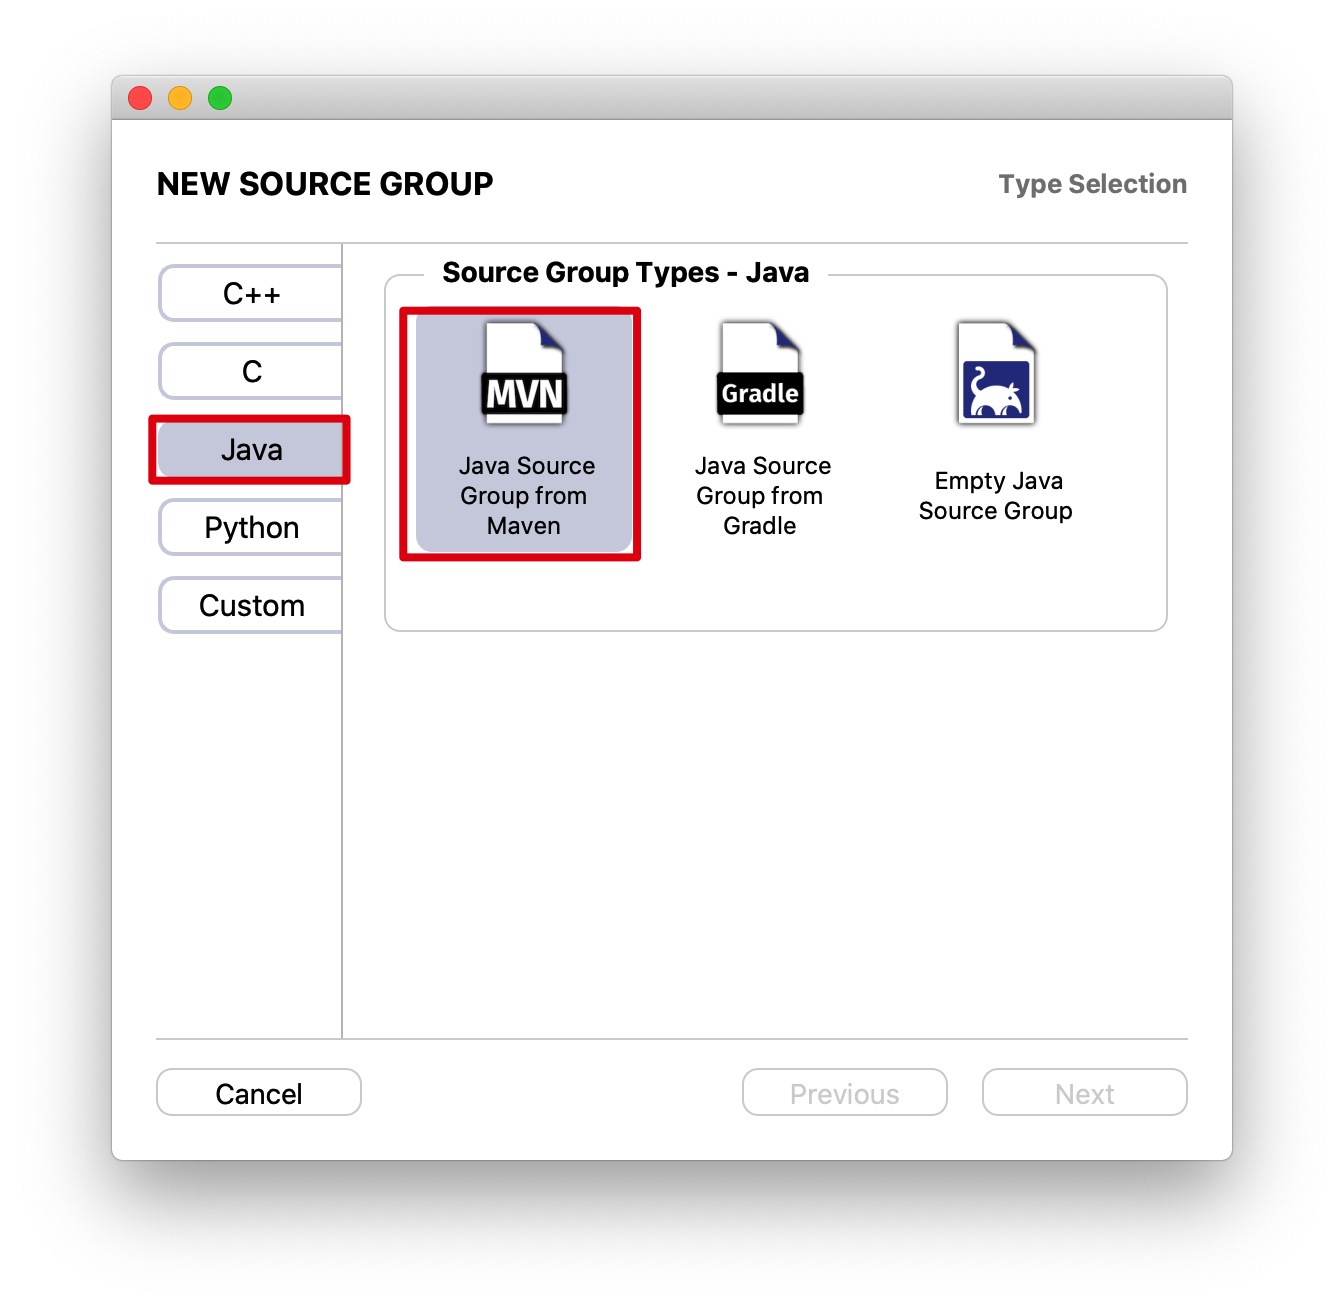 NEW SOURCE GROUP
Type Selection
C++
C
Java
Python
Custom
Source Group Types - Java
MVN
Java Source
Group from
Maven
Gradle
Java Source
Group from
Gradle
Empty Java
Source Group
Cancel
Previous
Next